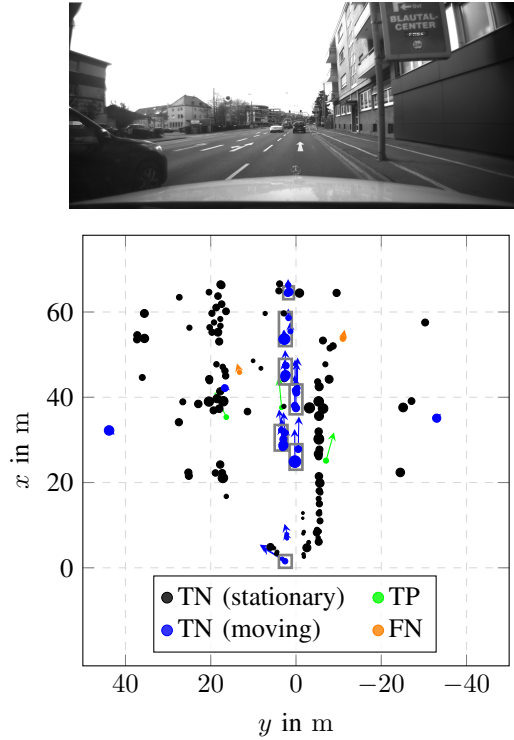 BLAUTAL-
CENTER
60
40
20
0
x in m
TN (stationary)
TP
TN (moving)
FN
40
20
0
−20
−40
y in m